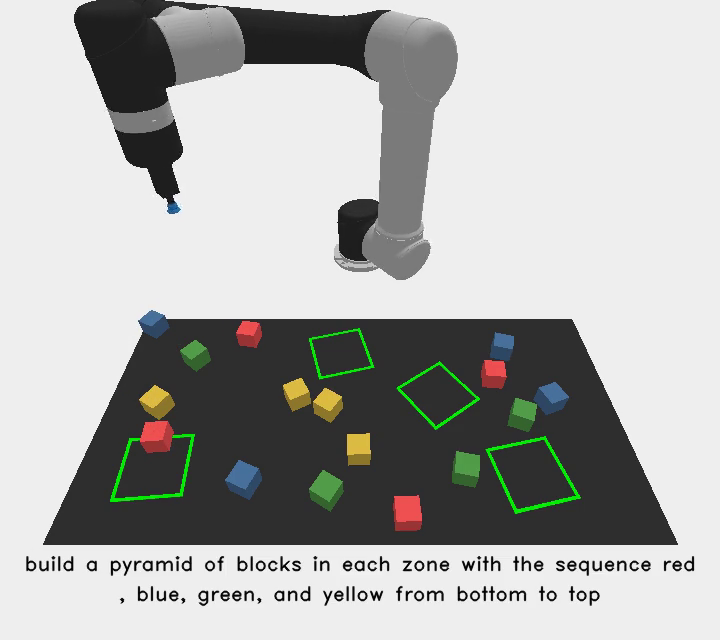 build a pyramid of blocks in each zone with the sequence red
, blue, green, and yellow from bottom to top